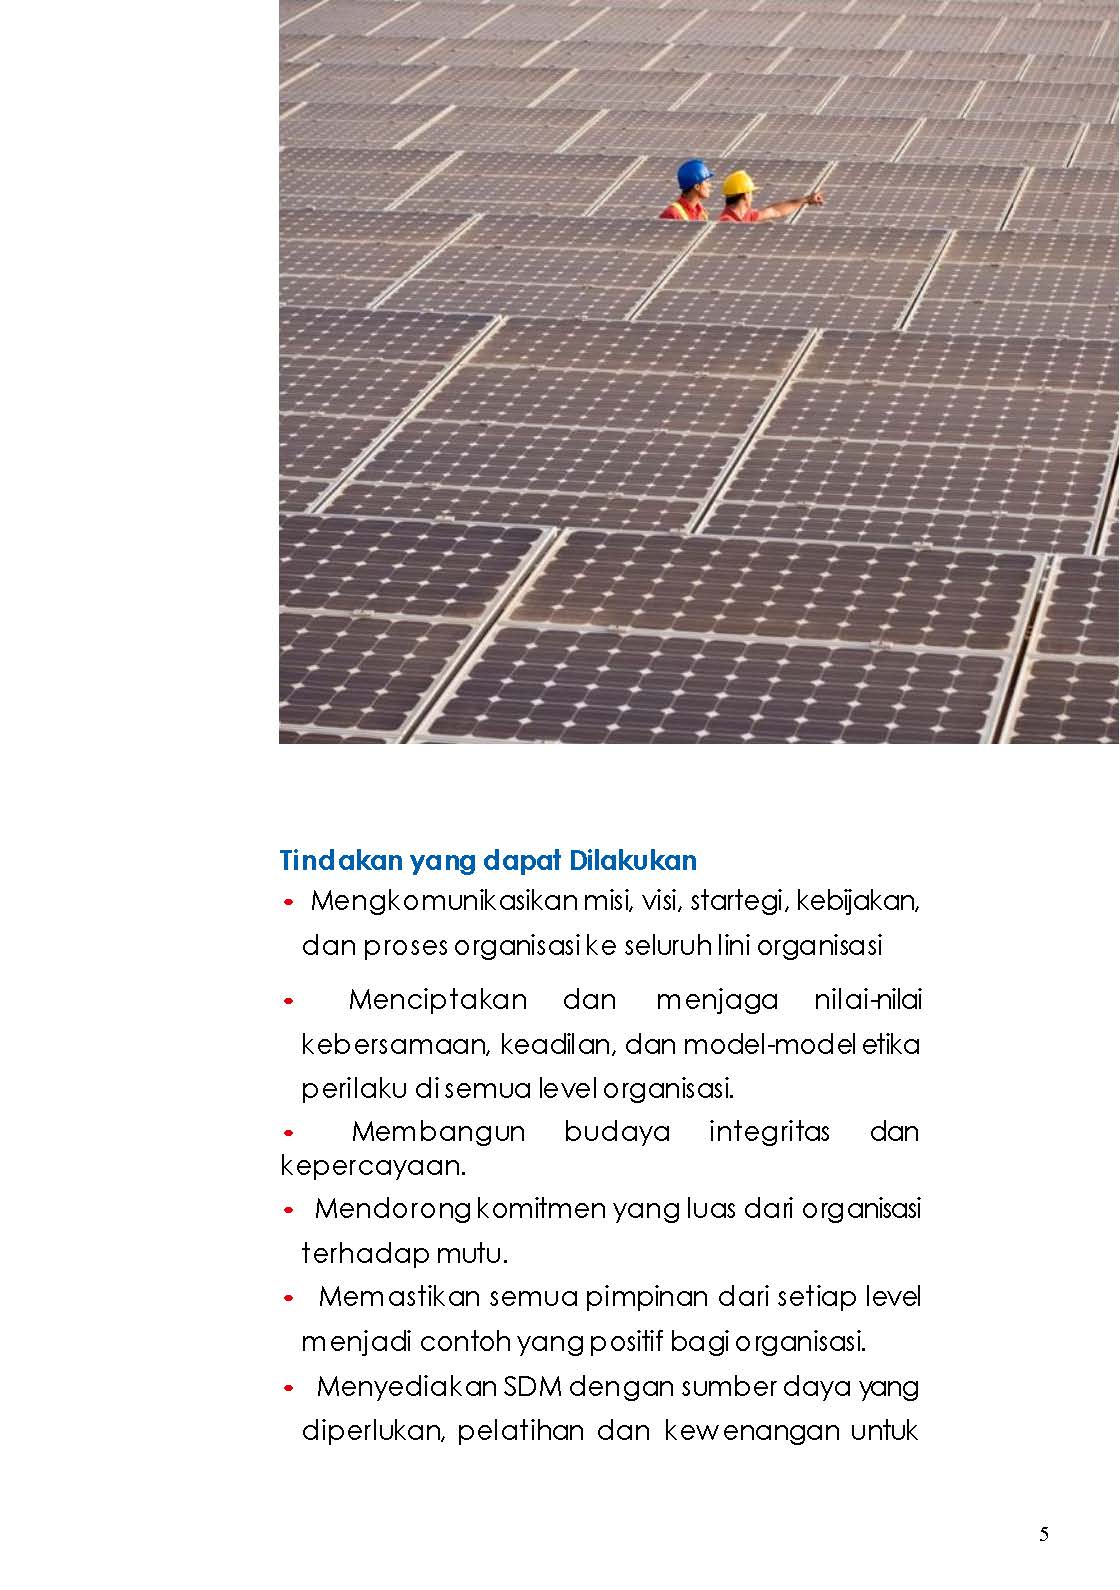 Tindakan yang dapat Dilakukan
• Mengkomunikasikan misi, visi, startegi, kebijakan,
dan proses organisasi ke seluruh lini organisasi
• Menciptakan dan menjaga nilai-nilai
kebersamaan, keadilan, dan model-model etika
perilaku di semua level organisasi.
• Membangun budaya integritas dan
kepercayaan.
• Mendorong komitmen yang luas dari organisasi
terhadap mutu.
• Memastikan semua pimpinan dari setiap level
menjadi contoh yang positif bagi organisasi.
• Menyediakan SDM dengan sumber daya yang
diperlukan, pelatihan dan kewenangan untuk
5